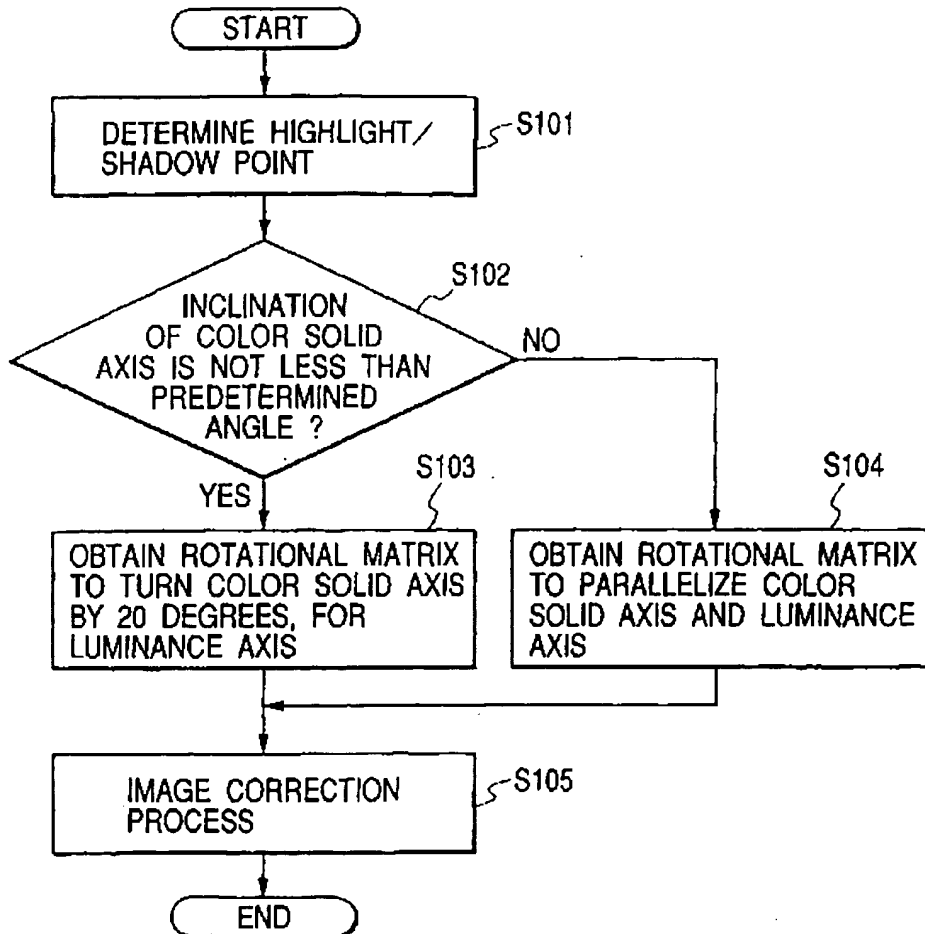 START
DETERMINE HIGHLIGHT/
SHADOW POINT
S101
INCLINATION
OF COLOR SOLID
AXIS IS NOT LESS THAN
PREDETERMINED
ANGLE ?
S102
NO
YES
S103
OBTAIN ROTATIONAL MATRIX
TO TURN COLOR SOLID AXIS
BY 20 DEGREES, FOR
LUMINANCE AXIS
S104
OBTAIN ROTATIONAL MATRIX
TO PARALLELIZE COLOR
SOLID AXIS AND LUMINANCE
AXIS
IMAGE CORRECTION
PROCESS
S105
END